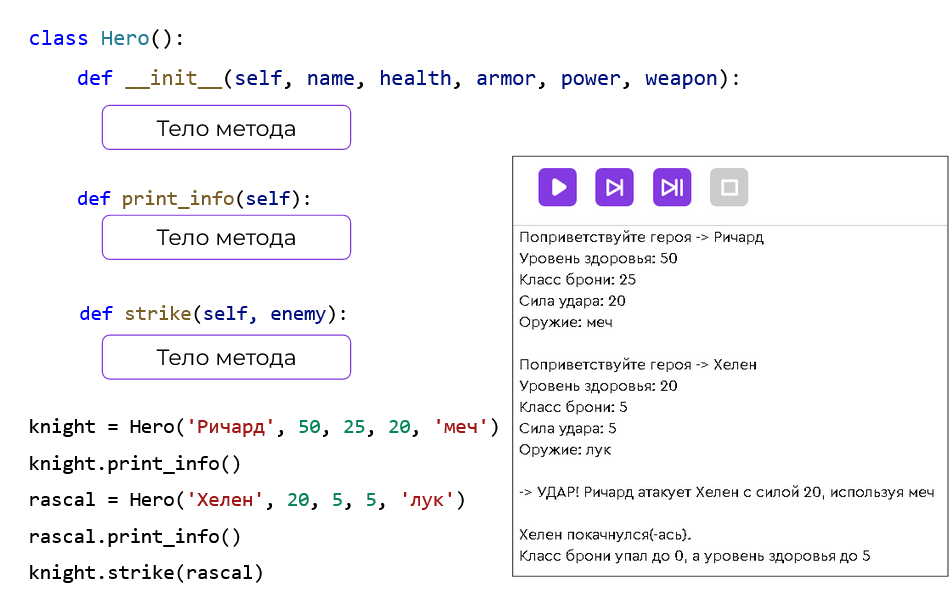 class Hero():
def __init__(self, name, health, armor, power, weapon):
Тело метода
def print_info(self):
Тело метода
def strike(self, enemy):
Тело метода
knight = Hero('Ричард', 50, 25, 20, 'меч')
knight.print_info()
rascal = Hero('Хелен', 20, 5, 5, 'лук')
rascal.print_info()
knight.strike(rascal)
Поприветствуйте героя -> Ричард
Уровень здоровья: 50
Класс брони: 25
Сила удара: 20
Оружие: меч
Поприветствуйте героя -> Хелен
Уровень здоровья: 20
Класс брони: 5
Сила удара: 5
Оружие: лук
-> УДАР! Ричард атакует Хелен с силой 20, используя меч
Хелен покачнулся(-ась).
Класс брони упал до 0, а уровень здоровья до 5